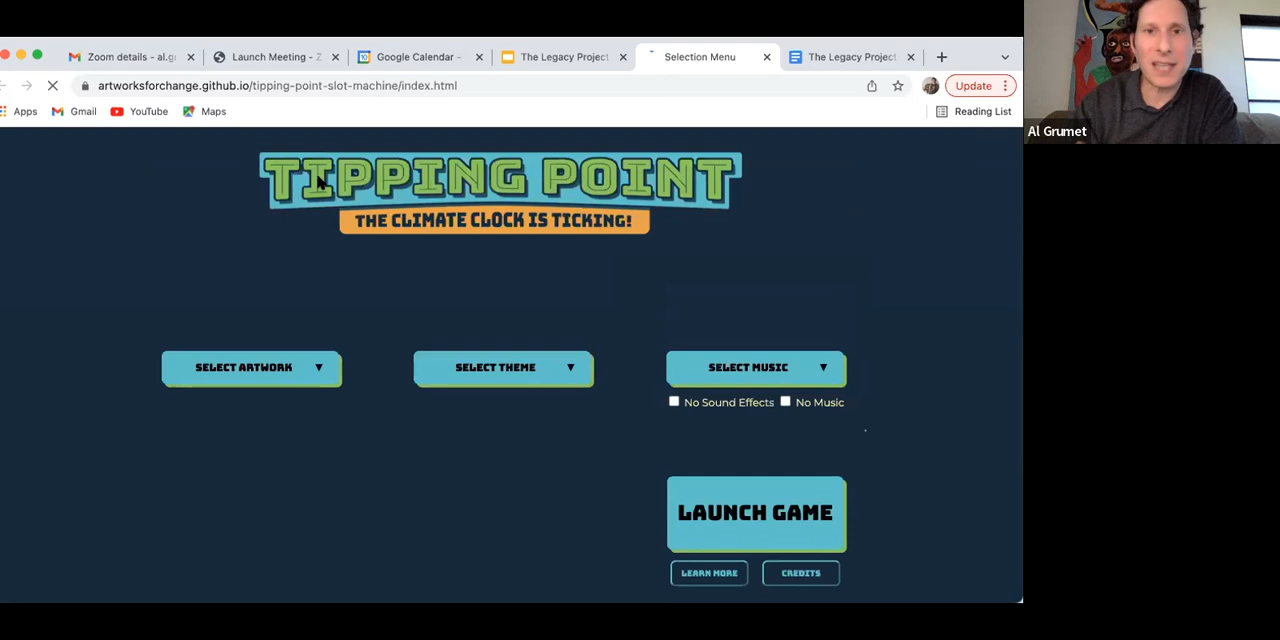 Zoom details - al.gr
Launch Meeting - Z
Google Calendar -
The Legacy Project
Selection Menu
The Legacy Project
artworksforchange.github.io/tipping-point-slot-machine/index.html
Update
Apps
Gmail
YouTube
Maps
Reading List
Al Grumet
TIPPING POINT
THE CLIMATE CLOCK IS TICKING!
SELECT ARTWORK
SELECT THEME
SELECT MUSIC
No Sound Effects
No Music
LAUNCH GAME
LEARN MORE
CREDITS